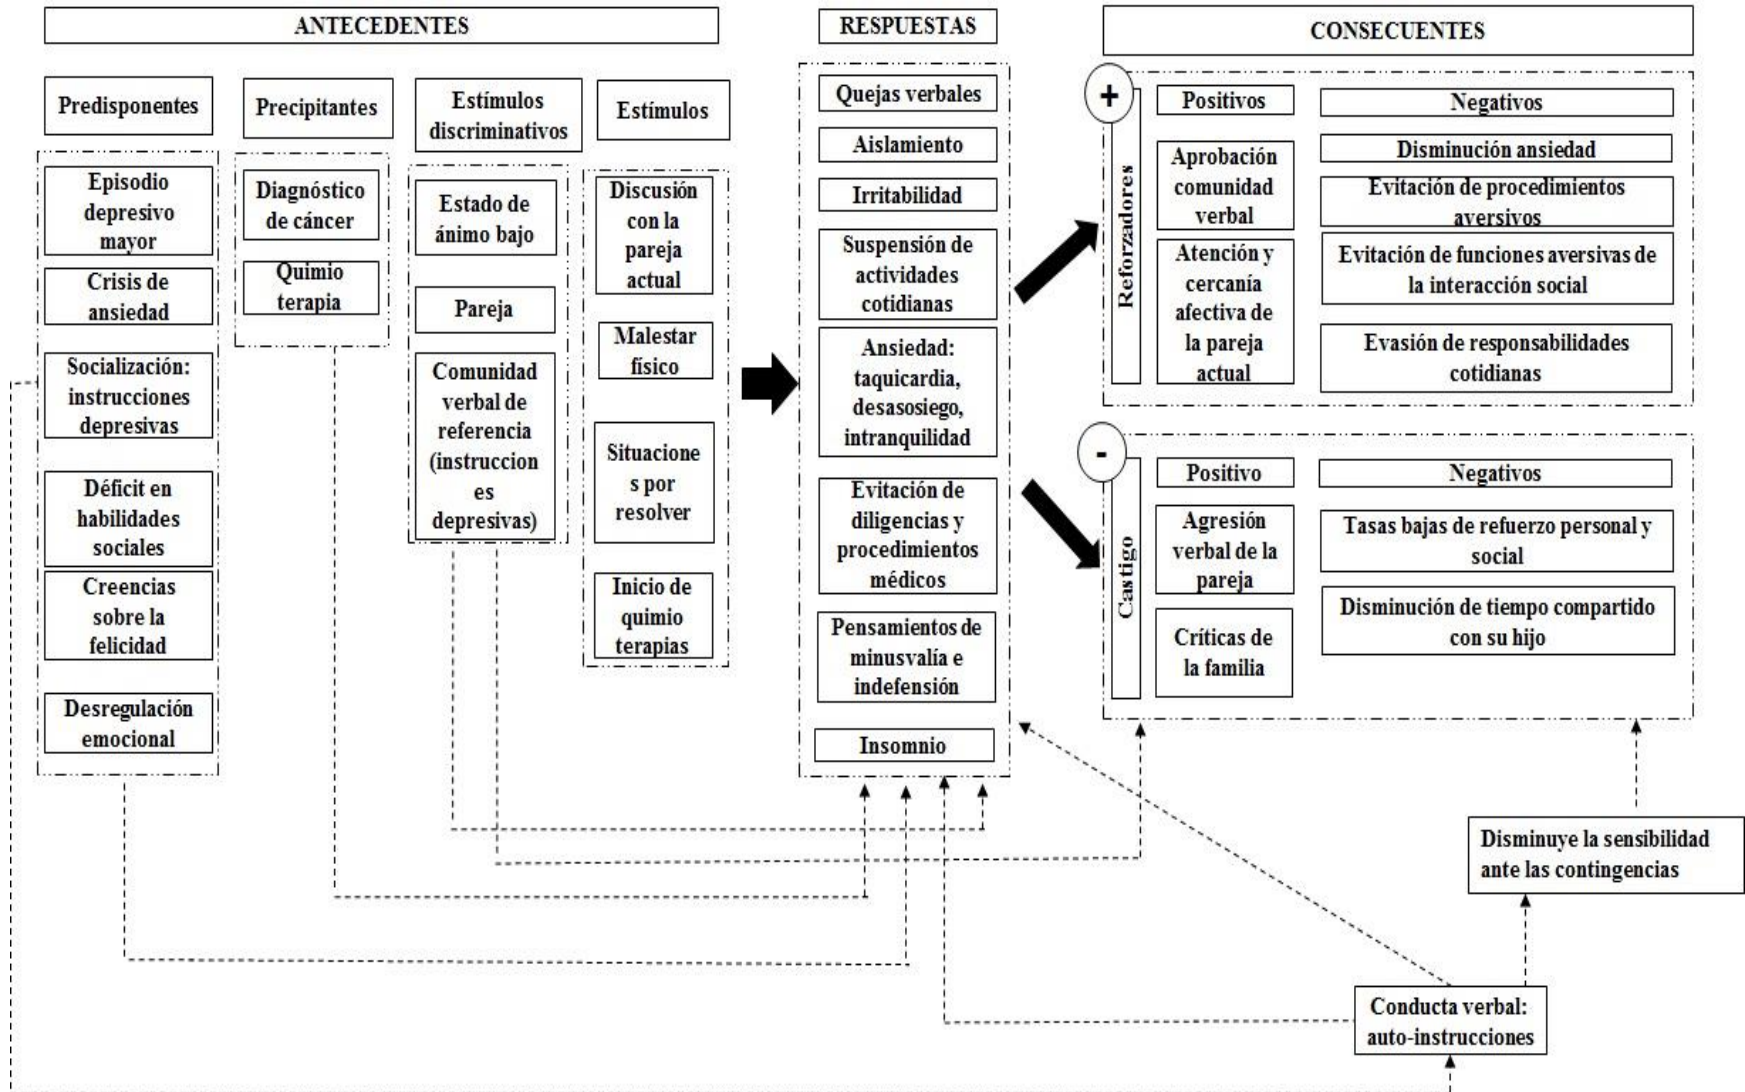 ANTECEDENTES
RESPUESTAS
CONSECUENTES
Predisponentes
Episodio
depresivo
mayor
Crisis de
ansiedad
Socialización:
instrucciones
depresivas
Déficit en
habilidades
sociales
Creencias
sobre la
felicidad
Desregulación
emocional
Precipitantes
Diagnóstico
de cáncer
Quimio
terapia
Estímulos
discriminativos
Estado de
ánimo bajo
Pareja
Comunidad
verbal de
referencia
(instruccion
es
depresivas)
Estímulos
Discusión
con la
pareja
actual
Malestar
físico
Situacione
s por
resolver
Inicio de
quimio
terapias
Quejas verbales
Aislamiento
Irritabilidad
Suspensión de
actividades
cotidianas
Ansiedad:
taquicardia,
desasosiego,
intranquilidad
Evitación de
diligencias y
procedimientos
médicos
Pensamientos de
minusvalía e
indefensión
Insomnio
+
Reforzadores
Positivos
Aprobación
comunidad
verbal
Atención y
cercanía
afectiva de
la pareja
actual
Negativos
Disminución ansiedad
Evitación de procedimientos
aversivos
Evitación de funciones aversivas de
la interacción social
Evasión de responsabilidades
cotidianas
-
Castigo
Positivo
Agresión
verbal de la
pareja
Críticas de
la familia
Negativos
Tasas bajas de refuerzo personal y
social
Disminución de tiempo compartido
con su hijo
Disminuye la sensibilidad
ante las contingencias
Conducta verbal:
auto-instrucciones